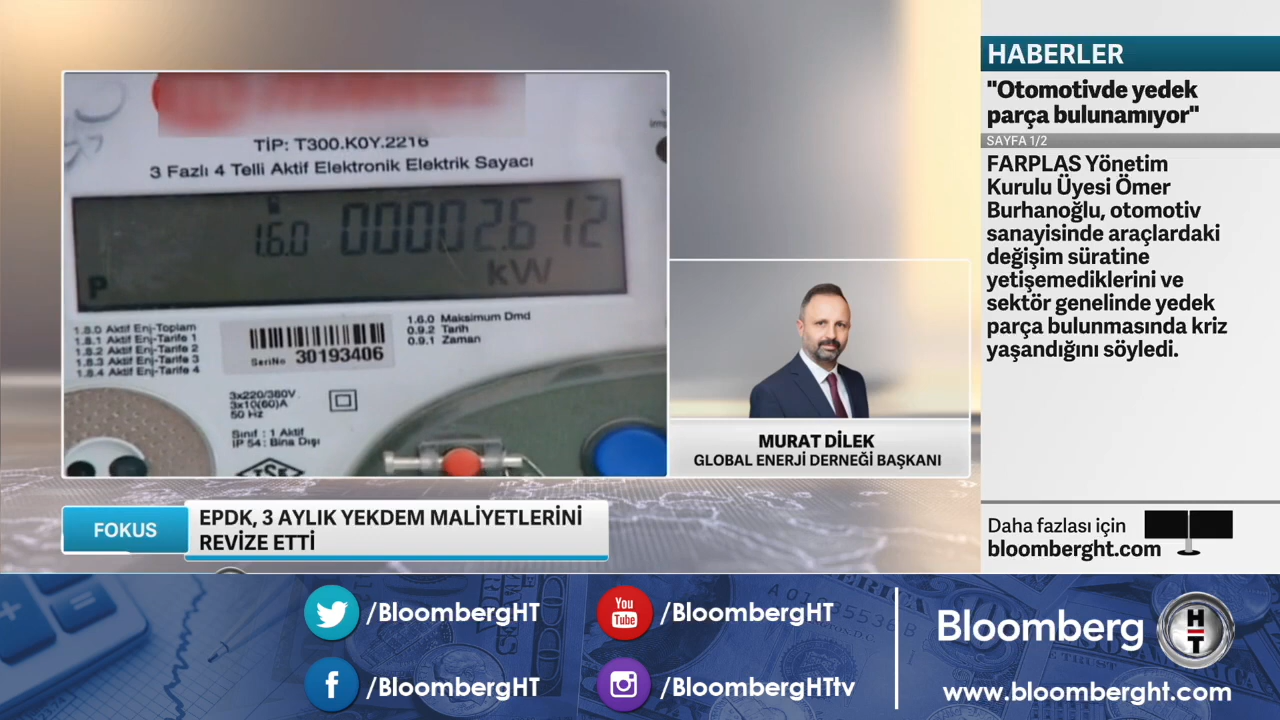 TİP: T300.K0Y.2216
3 Fazlı 4 Telli Aktif Elektronik Elektrik Sayacı
1.6.0 00002.612
kW
P
1.8.0 Aktif Enj-Toplam
1.8.1 Aktif Enj-Tarife 1
1.8.2 Aktif Enj-Tarife 2
1.8.3 Aktif Enj-Tarife 3
1.8.4 Aktif Enj-Tarife 4
SeriNo 30193406
1.6.0 Maksimum Dmd
0.9.2 Tarih
0.9.1 Zaman
3x220/380V
3x10(60)A
50 Hz
Sınıf : 1 Aktif
IP 54: Bina Dışı
TSE
MURAT DİLEK
GLOBAL ENERJİ DERNEĞİ BAŞKANI
FOKUS
EPDK, 3 AYLIK YEKDEM MALİYETLERİNİ
REVİZE ETTİ
HABERLER
"Otomotivde yedek
parça bulunamıyor"
SAYFA 1/2
FARPLAS Yönetim
Kurulu Üyesi Ömer
Burhanoğlu, otomotiv
sanayisinde araçlardaki
değişim süratine
yetişemediklerini ve
sektör genelinde yedek
parça bulunmasında kriz
yaşandığını söyledi.
Daha fazlası için
bloomberght.com
/BloombergHT
You
Tube
/BloombergHT
/BloombergHT
/BloombergHTtv
Bloomberg HT
www.bloomberght.com